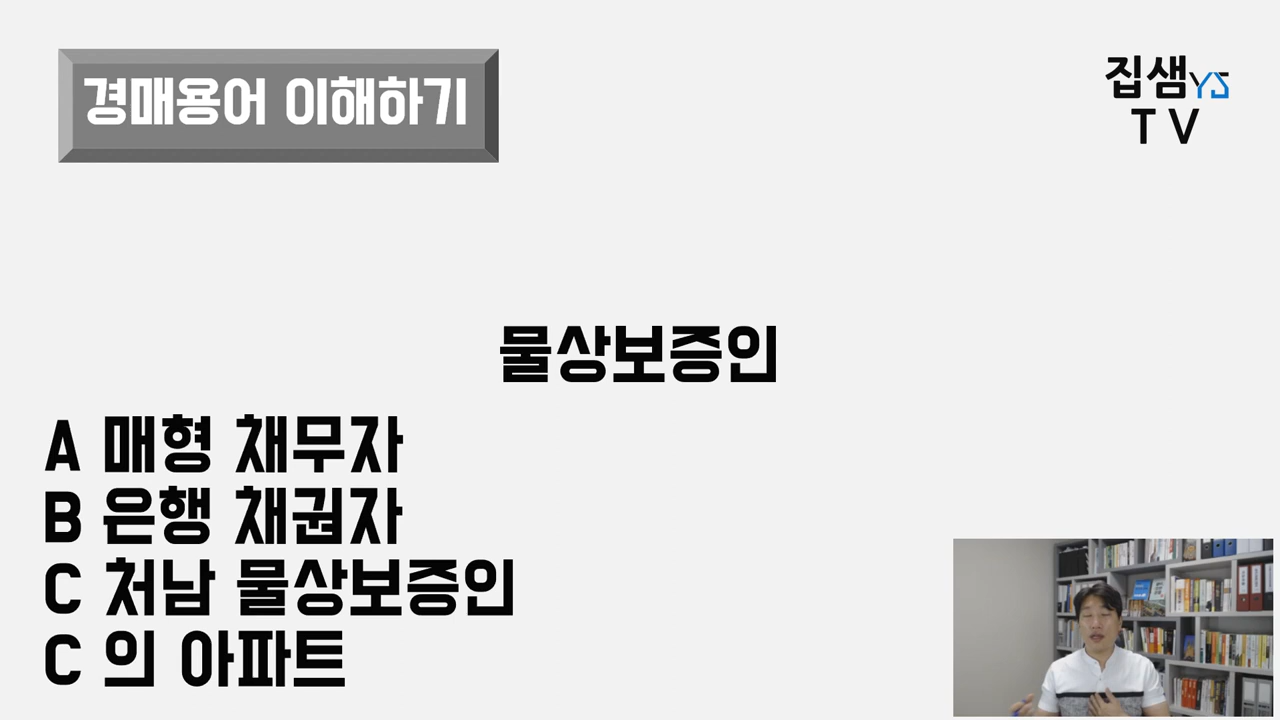 경매용어 이해하기
집샘YS
TV
물상보증인
A 매형 채무자
B 은행 채권자
C 처남 물상보증인
C 의 아파트